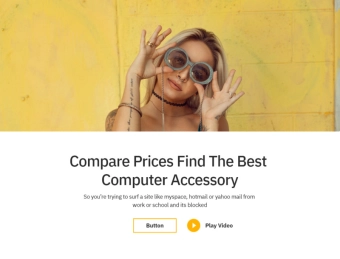 Compare Prices Find The Best
Computer Accessory
So you're trying to surf a site like myspace, hotmail or yahoo mail from
work or school and its blocked
Button
Play Video